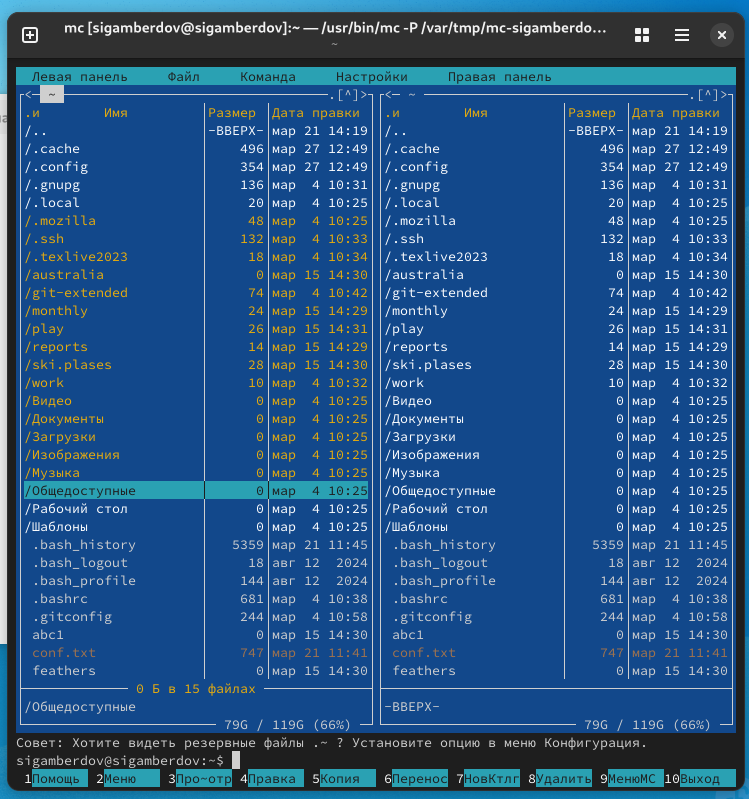 mc [sigamberdov@sigamberdov]:~ — /usr/bin/mc -P /var/tmp/mc-sigamberdo…
~
Левая панель Файл Команда Настройки Правая панель
<— ~ .[^]> <— ~ .[^]>
.и Имя Размер Дата правки .и Имя Размер Дата правки
/.. -ВВЕРХ- мар 21 14:19 /.. -ВВЕРХ- мар 21 14:19
/.cache 496 мар 27 12:49 /.cache 496 мар 27 12:49
/.config 354 мар 27 12:49 /.config 354 мар 27 12:49
/.gnupg 136 мар 4 10:31 /.gnupg 136 мар 4 10:31
/.local 20 мар 4 10:25 /.local 20 мар 4 10:25
/.mozilla 48 мар 4 10:25 /.mozilla 48 мар 4 10:25
/.ssh 132 мар 4 10:33 /.ssh 132 мар 4 10:33
/.texlive2023 18 мар 4 10:34 /.texlive2023 18 мар 4 10:34
/australia 0 мар 15 14:30 /australia 0 мар 15 14:30
/git-extended 74 мар 4 10:42 /git-extended 74 мар 4 10:42
/monthly 24 мар 15 14:29 /monthly 24 мар 15 14:29
/play 26 мар 15 14:31 /play 26 мар 15 14:31
/reports 14 мар 15 14:29 /reports 14 мар 15 14:29
/ski.plases 28 мар 15 14:30 /ski.plases 28 мар 15 14:30
/work 10 мар 4 10:32 /work 10 мар 4 10:32
/Видео 0 мар 4 10:25 /Видео 0 мар 4 10:25
/Документы 0 мар 4 10:25 /Документы 0 мар 4 10:25
/Загрузки 0 мар 4 10:25 /Загрузки 0 мар 4 10:25
/Изображения 0 мар 4 10:25 /Изображения 0 мар 4 10:25
/Музыка 0 мар 4 10:25 /Музыка 0 мар 4 10:25
/Общедоступные 0 мар 4 10:25 /Общедоступные 0 мар 4 10:25
/Рабочий стол 0 мар 4 10:25 /Рабочий стол 0 мар 4 10:25
/Шаблоны 0 мар 4 10:25 /Шаблоны 0 мар 4 10:25
.bash_history 5359 мар 21 11:45 .bash_history 5359 мар 21 11:45
.bash_logout 18 авг 12 2024 .bash_logout 18 авг 12 2024
.bash_profile 144 авг 12 2024 .bash_profile 144 авг 12 2024
.bashrc 681 мар 4 10:38 .bashrc 681 мар 4 10:38
.gitconfig 244 мар 4 10:58 .gitconfig 244 мар 4 10:58
abc1 0 мар 15 14:30 abc1 0 мар 15 14:30
conf.txt 747 мар 21 11:41 conf.txt 747 мар 21 11:41
feathers 0 мар 15 14:30 feathers 0 мар 15 14:30
0 Б в 15 файлах
/Общедоступные -ВВЕРХ-
79G / 119G (66%) 79G / 119G (66%)
Совет: Хотите видеть резервные файлы .~ ? Установите опцию в меню Конфигурация.
sigamberdov@sigamberdov:~$
1Помощь 2Меню 3Про~отр 4Правка 5Копия 6Перенос 7НовКтлг 8Удалить 9МенюМС 10Выход